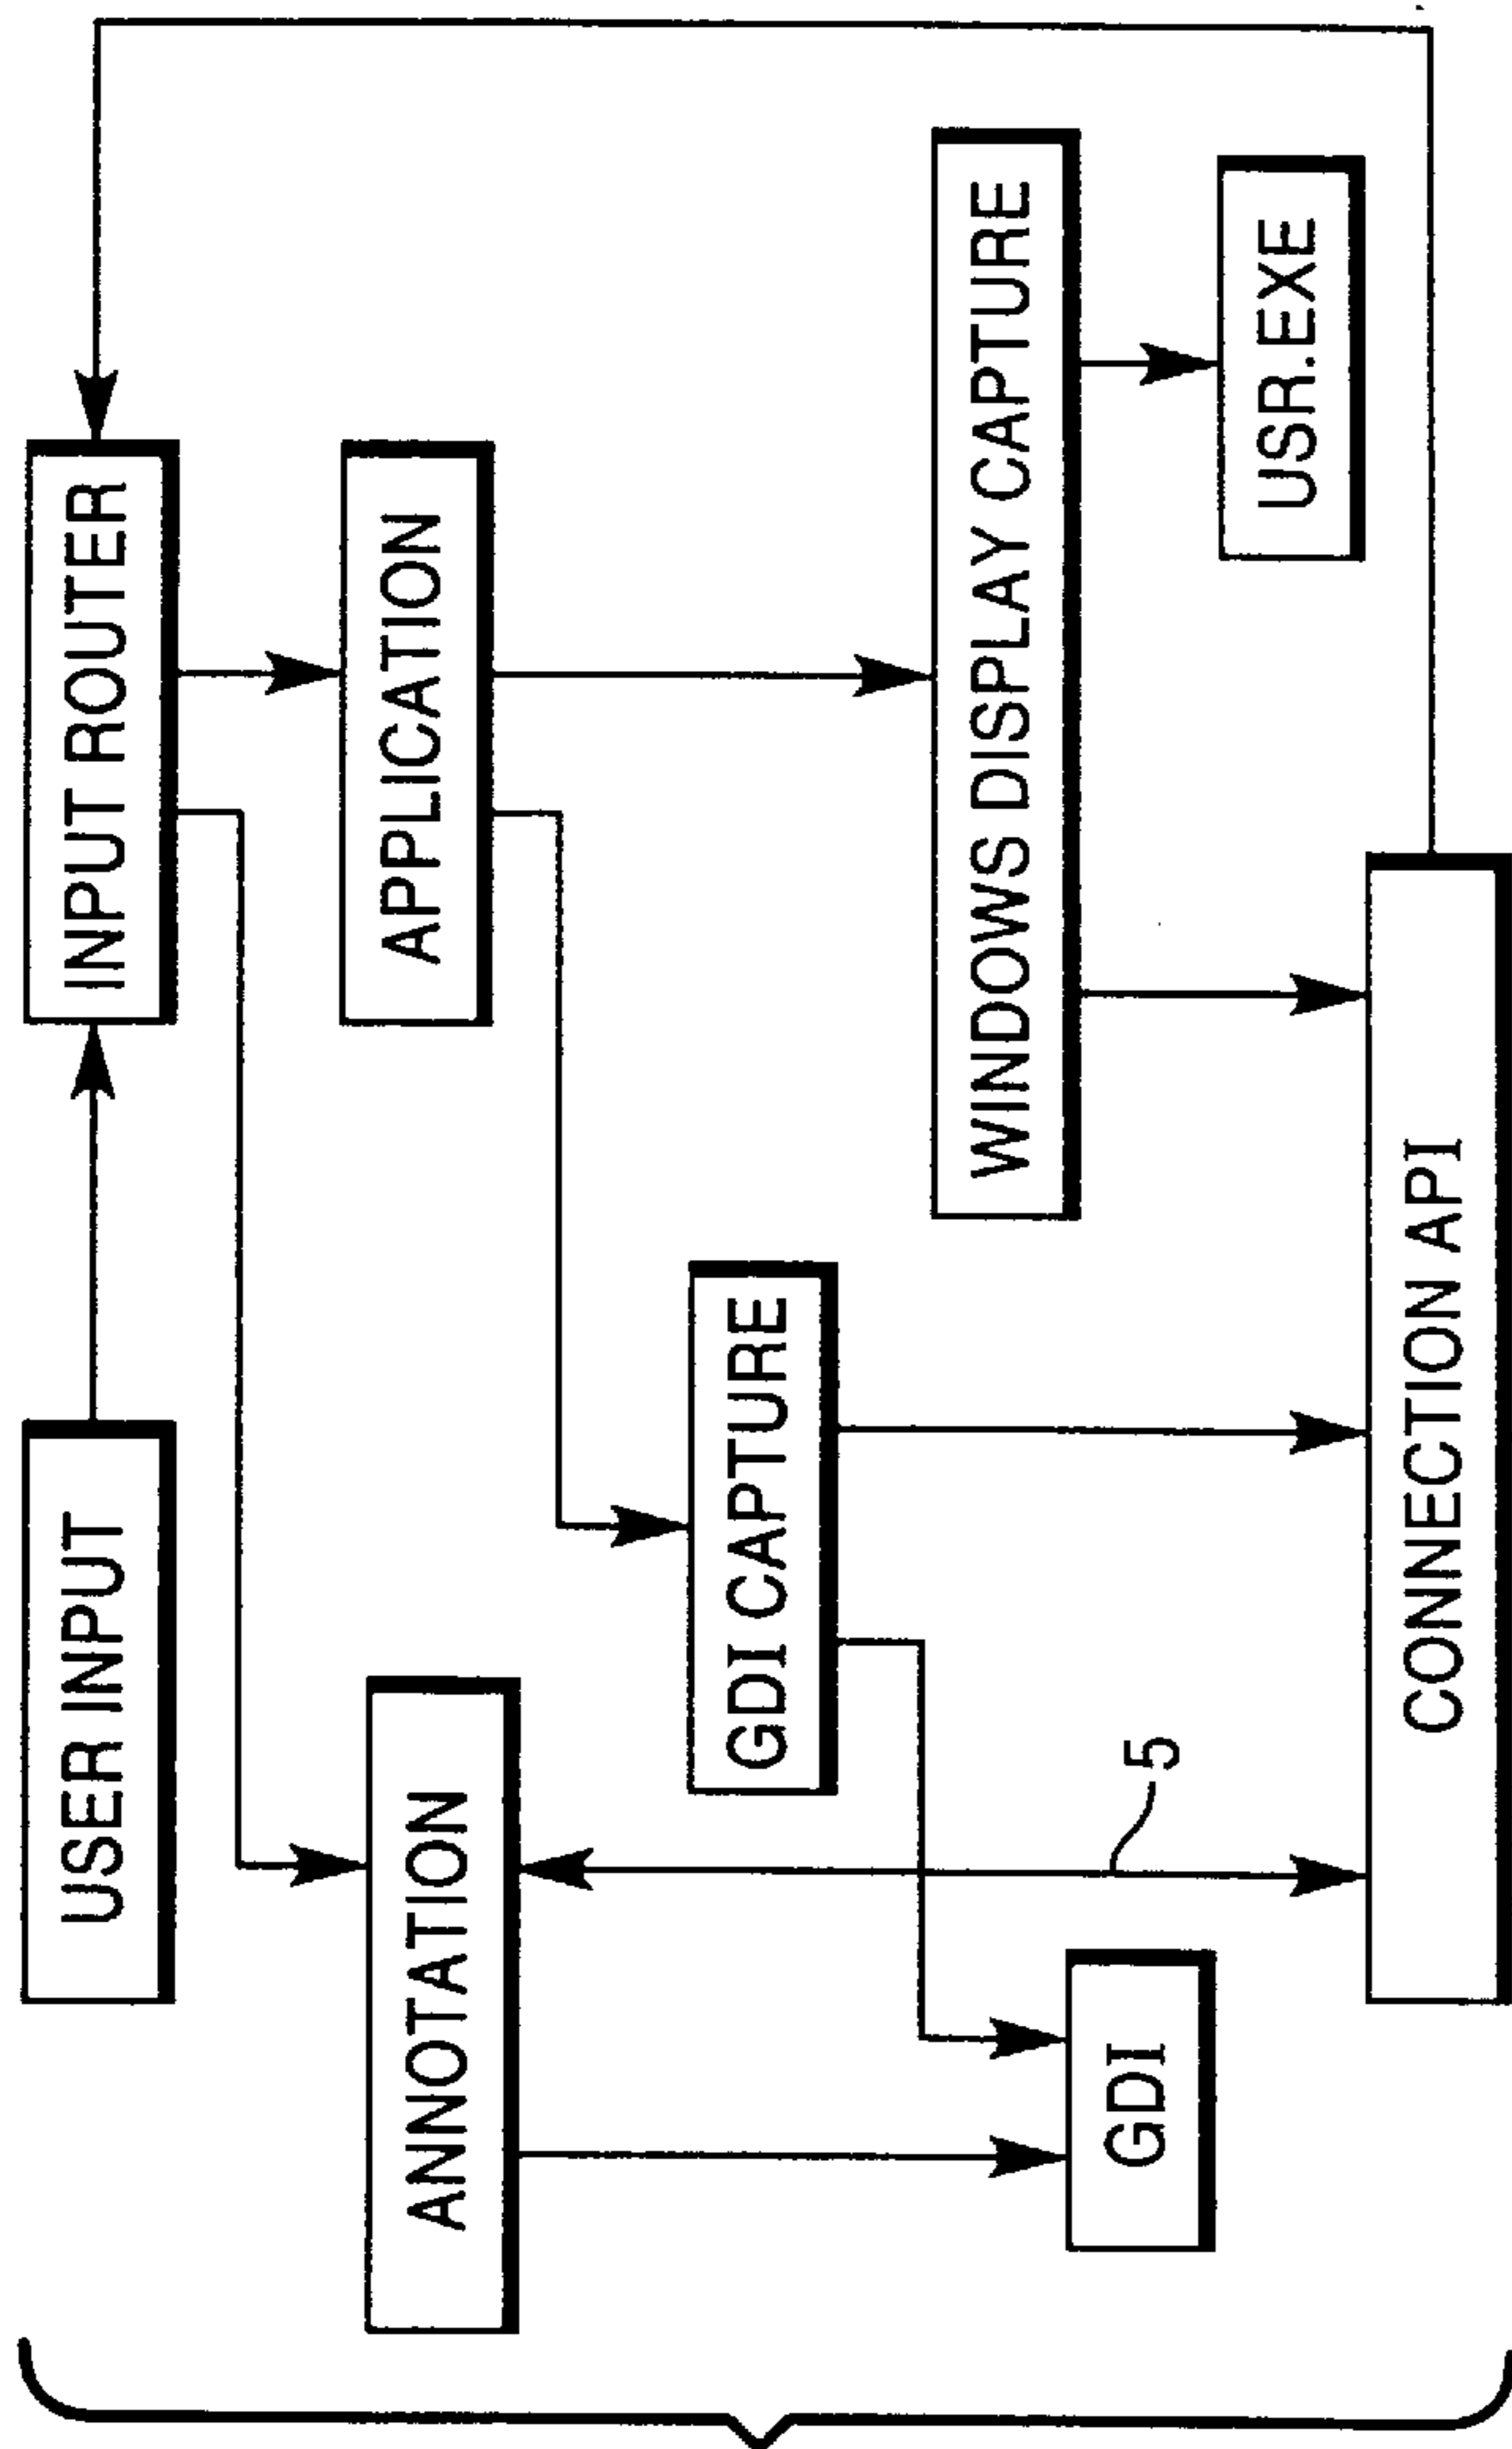 USER INPUT
INPUT ROUTER
ANNOTATION
APPLICATION
GDI CAPTURE
WINDOWS DISPLAY CAPTURE
GDI
5
USR.EXE
CONNECTION API